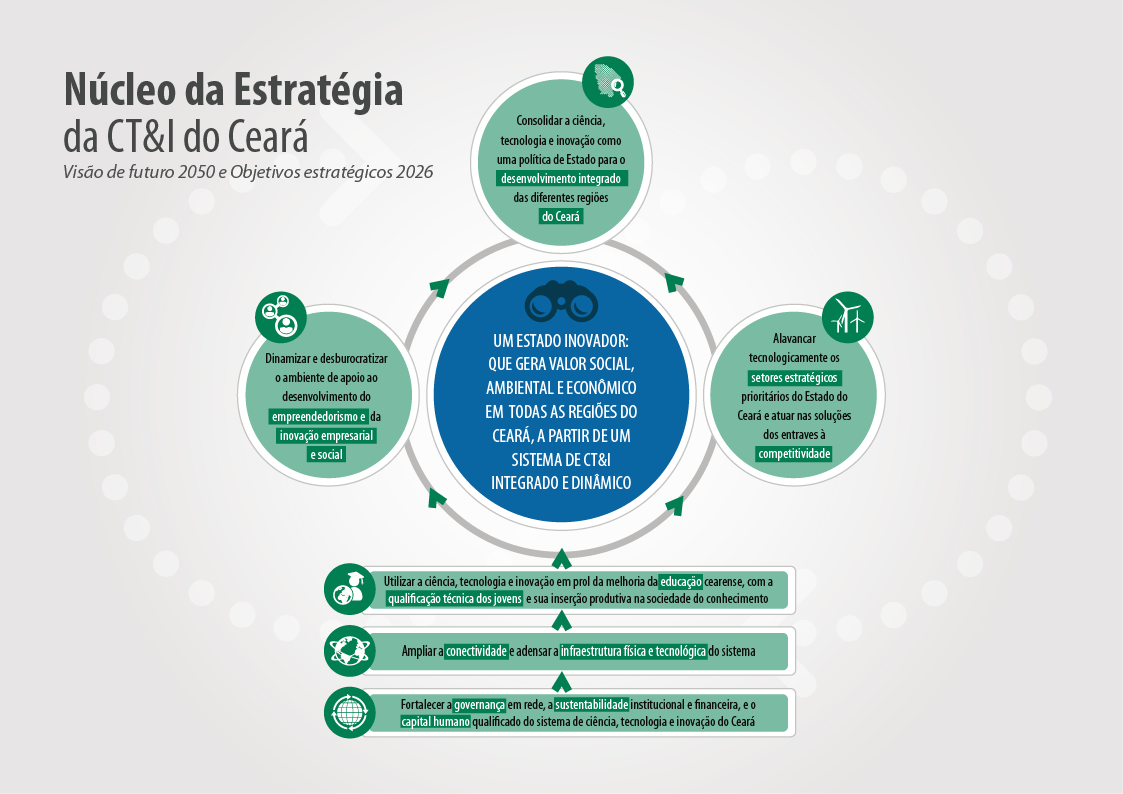 Núcleo da Estratégia
da CT&I do Ceará
Visão de futuro 2050 e Objetivos estratégicos 2026
Consolidar a ciência,
tecnologia e inovação como
uma política de Estado para o
desenvolvimento integrado
das diferentes regiões
do Ceará
Dinamizar e desburocratizar
o ambiente de apoio ao
desenvolvimento do
empreendedorismo e da
inovação empresarial
e social
UM ESTADO INOVADOR:
QUE GERA VALOR SOCIAL,
AMBIENTAL E ECONÔMICO
EM TODAS AS REGIÕES DO
CEARÁ, A PARTIR DE UM
SISTEMA DE CT&I
INTEGRADO E DINÂMICO
Alavancar
tecnologicamente os
setores estratégicos
prioritários do Estado do
Ceará e atuar nas soluções
dos entraves à
competitividade
Utilizar a ciência, tecnologia e inovação em prol da melhoria da educação cearense, com a
qualificação técnica dos jovens e sua inserção produtiva na sociedade do conhecimento
Ampliar a conectividade e adensar a infraestrutura física e tecnológica do sistema
Fortalecer a governança em rede, a sustentabilidade institucional e financeira, e o
capital humano qualificado do sistema de ciência, tecnologia e inovação do Ceará